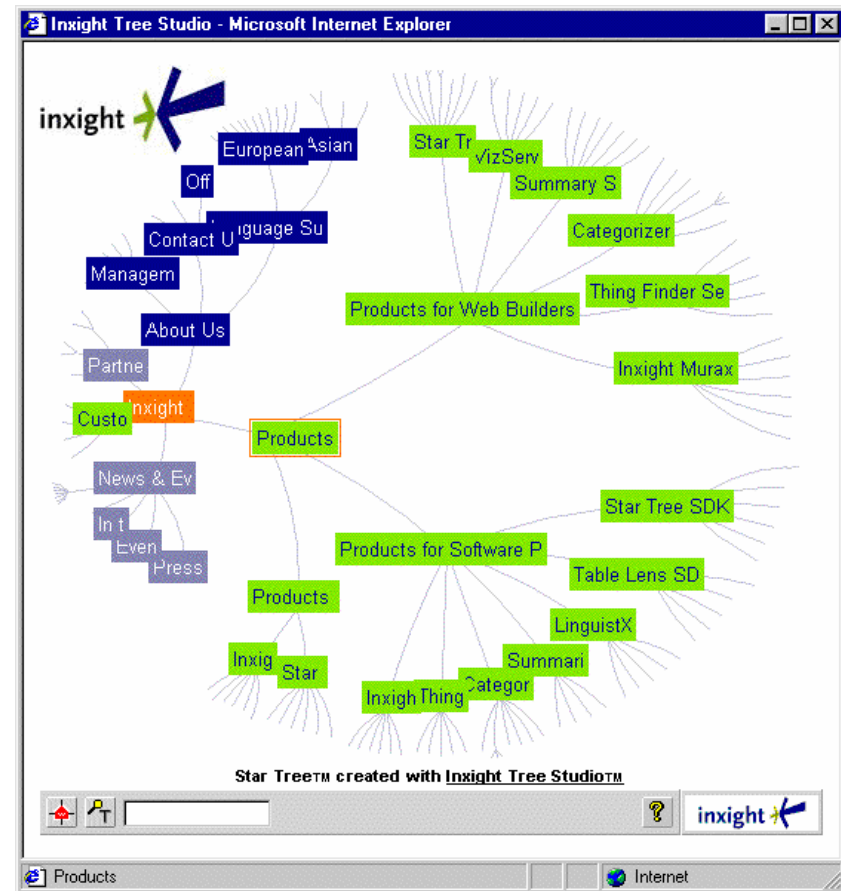 Inxight Tree Studio - Microsoft Internet Explorer
inxight
European
Asian
Star Tr
VizServ
Off
Summary S
Contact U
nguage Su
Categorizer
Managem
Thing Finder Se
Products for Web Builders
About Us
Partne
Inxight Murax
Custo
Inxight
Products
News & Ev
Star Tree SDK
In t
Even
Press
Products for Software P
Table Lens SD
Products
LinguistX
Inxig
Star
Summari
Inxigh
Thing
Categor
Star Tree™ created with Inxight Tree Studio™
T
?
inxight
Products
Internet